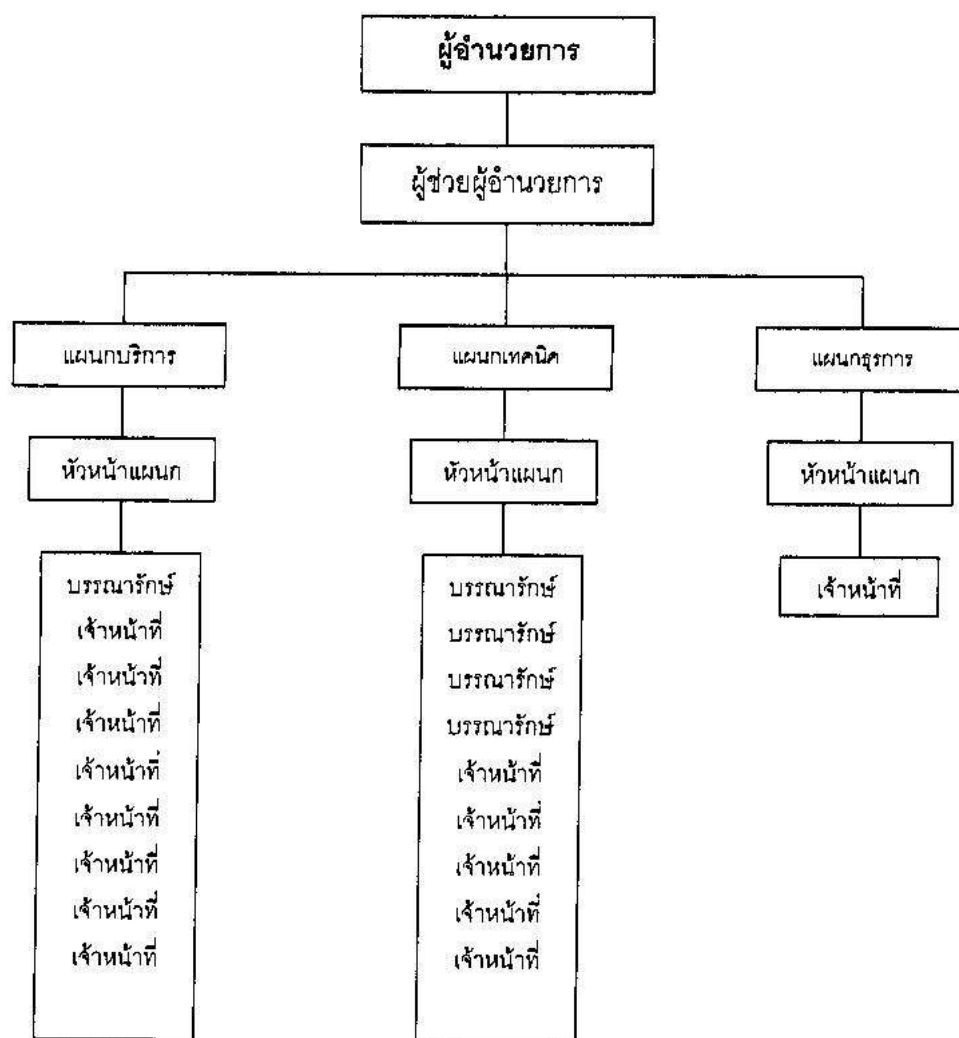 ผู้อำนวยการ
ผู้ช่วยผู้อำนวยการ
แผนกบริการ
แผนกเทคนิค
แผนกธุรการ
หัวหน้าแผนก
หัวหน้าแผนก
หัวหน้าแผนก
บรรณารักษ์
เจ้าหน้าที่
เจ้าหน้าที่
เจ้าหน้าที่
เจ้าหน้าที่
เจ้าหน้าที่
เจ้าหน้าที่
เจ้าหน้าที่
เจ้าหน้าที่
บรรณารักษ์
บรรณารักษ์
บรรณารักษ์
บรรณารักษ์
เจ้าหน้าที่
เจ้าหน้าที่
เจ้าหน้าที่
เจ้าหน้าที่
เจ้าหน้าที่
เจ้าหน้าที่